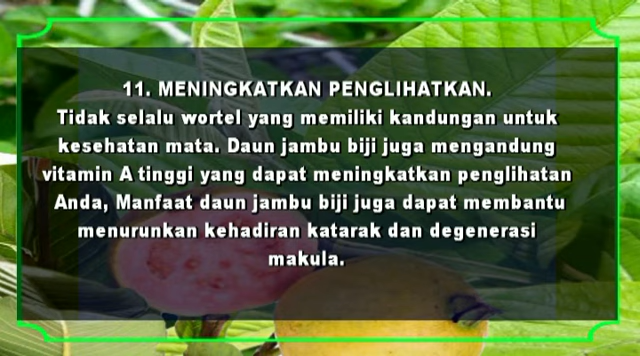 11. MENINGKATKAN PENGLIHATKAN.
Tidak selalu wortel yang memiliki kandungan untuk
kesehatan mata. Daun jambu biji juga mengandung
vitamin A tinggi yang dapat meningkatkan penglihatan
Anda, Manfaat daun jambu biji juga dapat membantu
menurunkan kehadiran katarak dan degenerasi
makula.